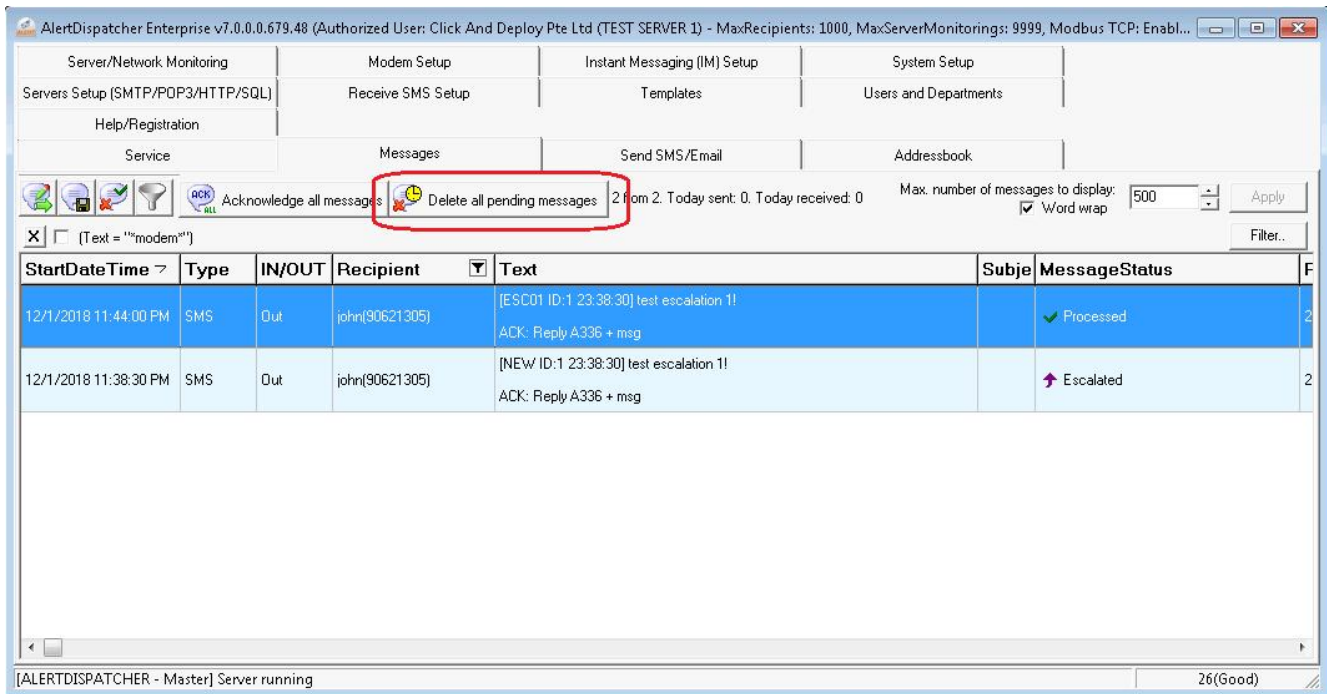 AlertDispatcher Enterprise v7.0.0.0.679.48 (Authorized User: Click And Deploy Pte Ltd (TEST SERVER 1) - MaxRecipients: 1000, MaxServerMonitorings: 9999, Modbus TCP: Enabl...
Server/Network Monitoring Modem Setup Instant Messaging (IM) Setup System Setup
Servers Setup (SMTP/POP3/HTTP/SQL) Receive SMS Setup Templates Users and Departments
Help/Registration
Service Messages Send SMS/Email Addressbook
ACK ALL Acknowledge all messages Delete all pending messages 2 from 2. Today sent: 0. Today received: 0 Max. number of messages to display: 500 Apply
Word wrap
X (Text = "*modem*") Filter..
StartDateTime Type IN/OUT Recipient Text Subje MessageStatus F
[ESC01 ID:1 23:38:30] test escalation 1!
12/1/2018 11:44:00 PM SMS Out john(90621305) Processed 2
ACK: Reply A336 + msg
[NEW ID:1 23:38:30] test escalation 1!
12/1/2018 11:38:30 PM SMS Out john(90621305) Escalated 2
ACK: Reply A336 + msg
[ALERTDISPATCHER - Master] Server running 26(Good)